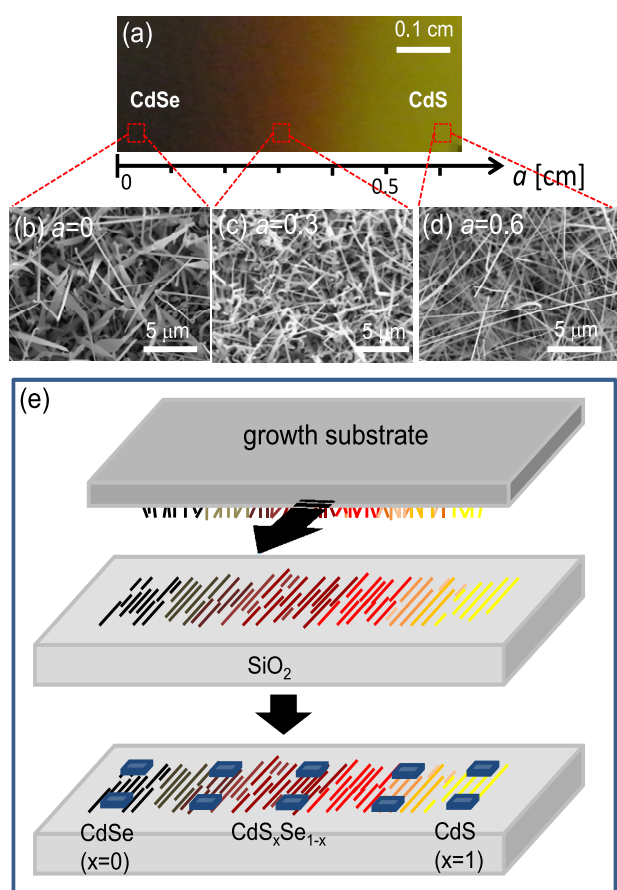 (a)
0.1 cm
CdSe
CdS
0
0.5
a [cm]
(b) a=0
(c) a=0.3
(d) a=0.6
5 μm
5 μm
5 μm
(e)
growth substrate
SiO₂
CdSe
(x=0)
CdSₓSe₁₋ₓ
CdS
(x=1)